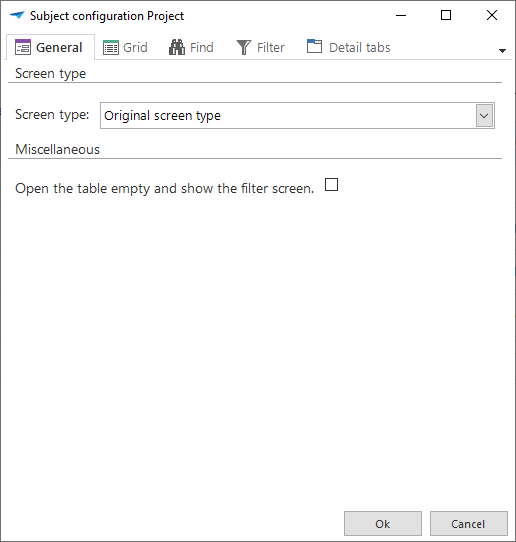 Subject configuration Project
General Grid Find Filter Detail tabs
Screen type
Screen type: Original screen type
Miscellaneous
Open the table empty and show the filter screen.
Ok Cancel